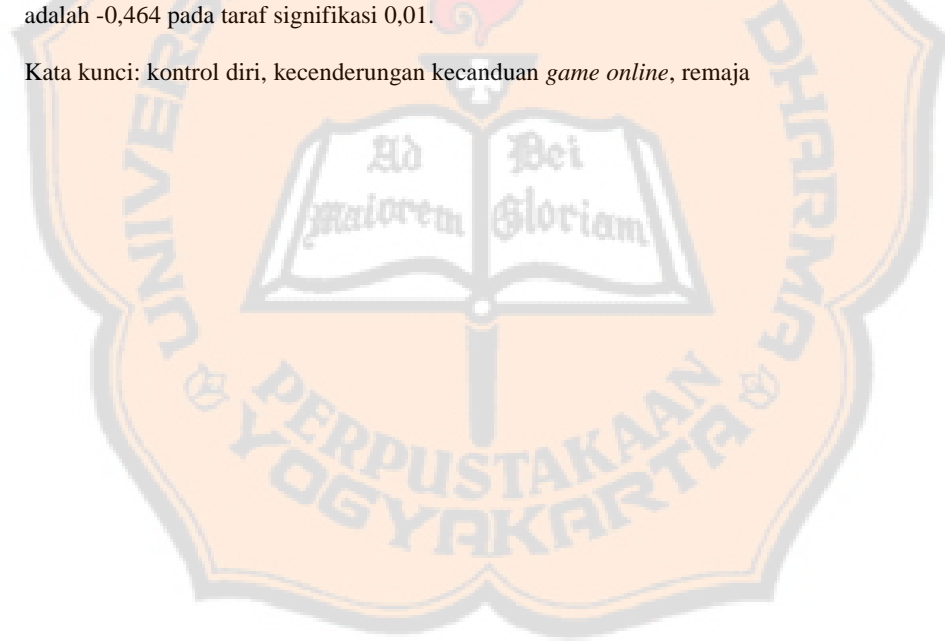 adalah -0,464 pada taraf signifikasi 0,01.
Kata kunci: kontrol diri, kecenderungan kecanduan game online, remaja
Ad Dei
maiorem Gloriam
UNIVERS DHARMA
PERPUSTAKAAN
YOGYAKARTA